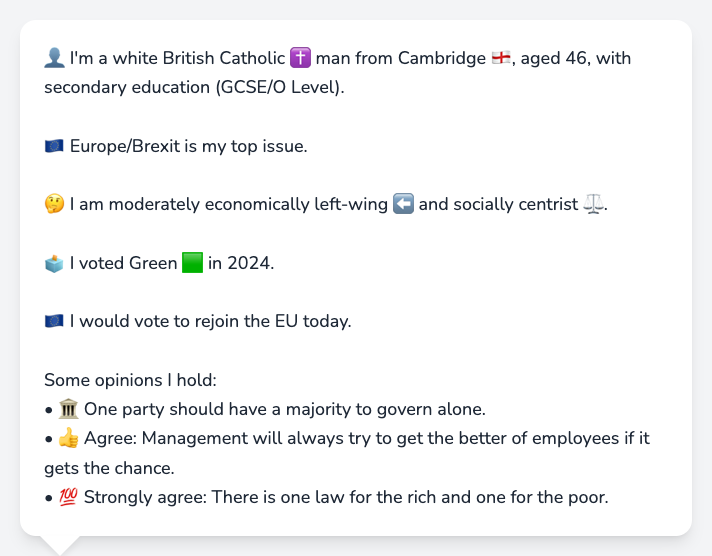 👤 I'm a white British Catholic ✝️ man from Cambridge 🏴󠁧󠁢󠁥󠁮󠁧󠁿, aged 46, with
secondary education (GCSE/O Level).
🇪🇺 Europe/Brexit is my top issue.
🤔 I am moderately economically left-wing ⬅️ and socially centrist ⚖️.
🗳️ I voted Green 🟩 in 2024.
🇪🇺 I would vote to rejoin the EU today.
Some opinions I hold:
• 🏛️ One party should have a majority to govern alone.
• 👍 Agree: Management will always try to get the better of employees if it
gets the chance.
• 💯 Strongly agree: There is one law for the rich and one for the poor.